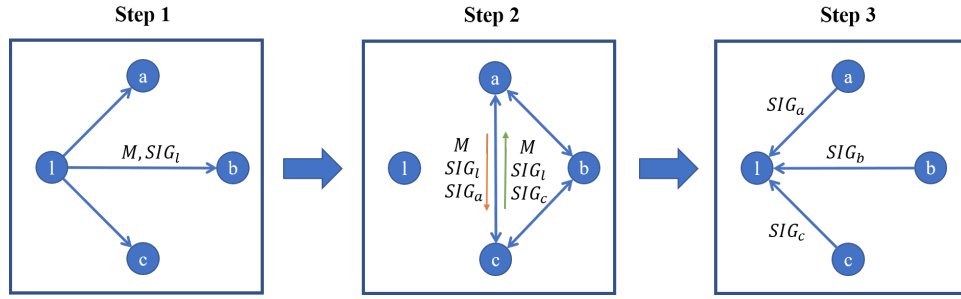 Step 1
Step 2
Step 3
a
l
M, SIG_l
b
c
a
l
M
SIG_l
SIG_a
M
SIG_l
SIG_c
b
c
a
SIG_a
l
SIG_b
b
SIG_c
c